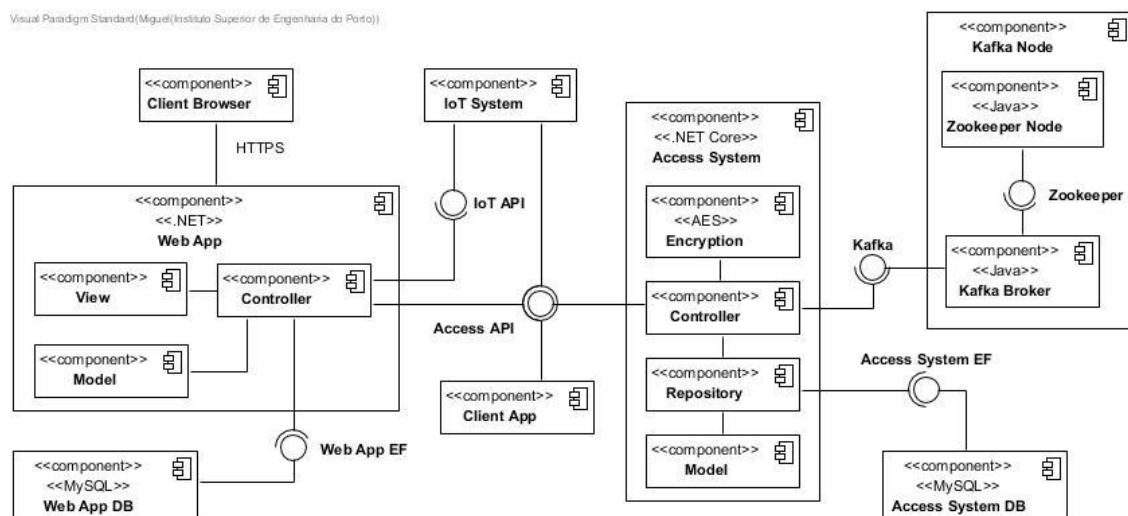 Visual Paradigm Standard(Miguel(Instituto Superior de Engenharia do Porto))
<<component>>
Client Browser
HTTPS
<<component>>
IoT System
IoT API
<<component>>
<<.NET>>
Web App
<<component>>
View
<<component>>
Controller
<<component>>
Model
Access API
<<component>>
Client App
Web App EF
<<component>>
<<MySQL>>
Web App DB
<<component>>
<<.NET Core>>
Access System
<<component>>
<<AES>>
Encryption
<<component>>
Controller
<<component>>
Repository
<<component>>
Model
Kafka
<<component>>
Kafka Node
<<component>>
<<Java>>
Zookeeper Node
Zookeeper
<<component>>
<<Java>>
Kafka Broker
Access System EF
<<component>>
<<MySQL>>
Access System DB